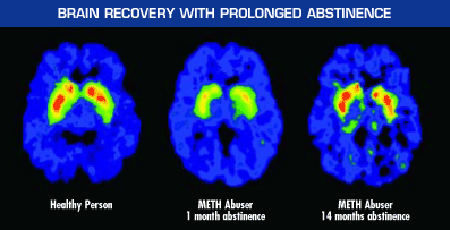 BRAIN RECOVERY WITH PROLONGED ABSTINENCE
Healthy Person
METH Abuser
1 month abstinence
METH Abuser
14 months abstinence